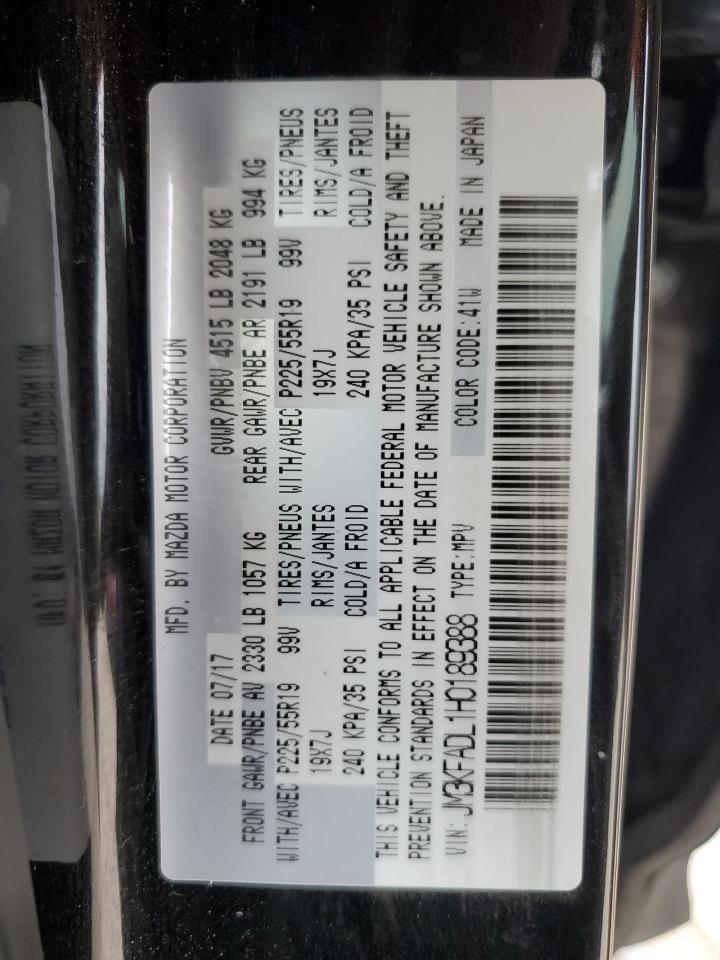 MFD. BY MAZDA MOTOR CORPORATION
DATE 07/17 GVWR/PNBV 4515 LB 2048 KG
FRONT GAWR/PNBE AV 2330 LB 1057 KG REAR GAWR/PNBE AR 2191 LB 994 KG
WITH/AVEC P225/55R19 99V TIRES/PNEUS WITH/AVEC P225/55R19 99V TIRES/PNEUS
19X7J RIMS/JANTES 19X7J RIMS/JANTES
240 KPA/35 PSI COLD/A FROID 240 KPA/35 PSI COLD/A FROID
THIS VEHICLE CONFORMS TO ALL APPLICABLE FEDERAL MOTOR VEHICLE SAFETY AND THEFT
PREVENTION STANDARDS IN EFFECT ON THE DATE OF MANUFACTURE SHOWN ABOVE.
VIN: JM3KFADL1H0189388 TYPE:MPV COLOR CODE:41W MADE IN JAPAN